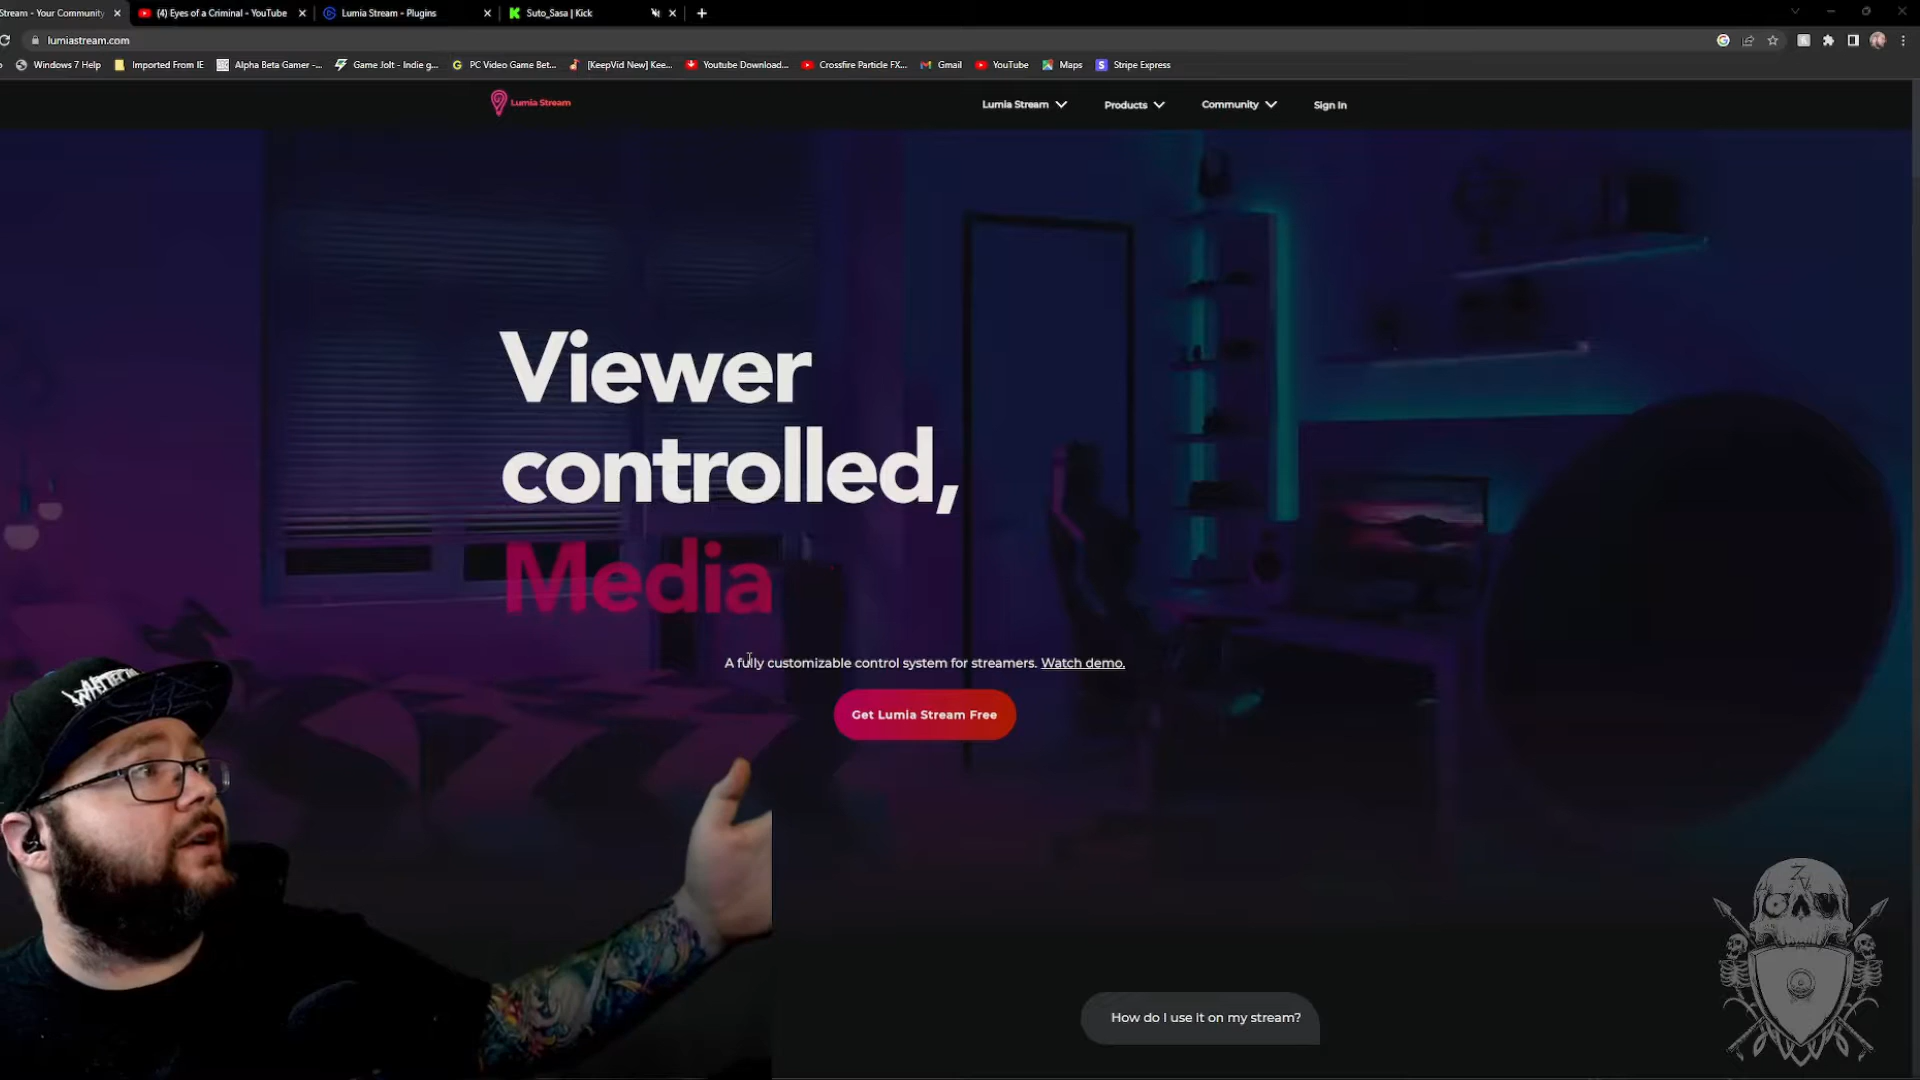 Stream - Your Community
(4) Eyes of a Criminal - YouTube
Lumia Stream - Plugins
Suto_Sasa | Kick
lumiastream.com
Windows 7 Help
Imported From IE
Alpha Beta Gamer -...
Game Jolt - Indie g...
PC Video Game Bet...
[KeepVid New] Kee...
Youtube Download...
Crossfire Particle FX...
Gmail
YouTube
Maps
Stripe Express
Lumia Stream
Lumia Stream
Products
Community
Sign In
Viewer
controlled,
Media
A fully customizable control system for streamers. Watch demo.
Get Lumia Stream Free
How do I use it on my stream?